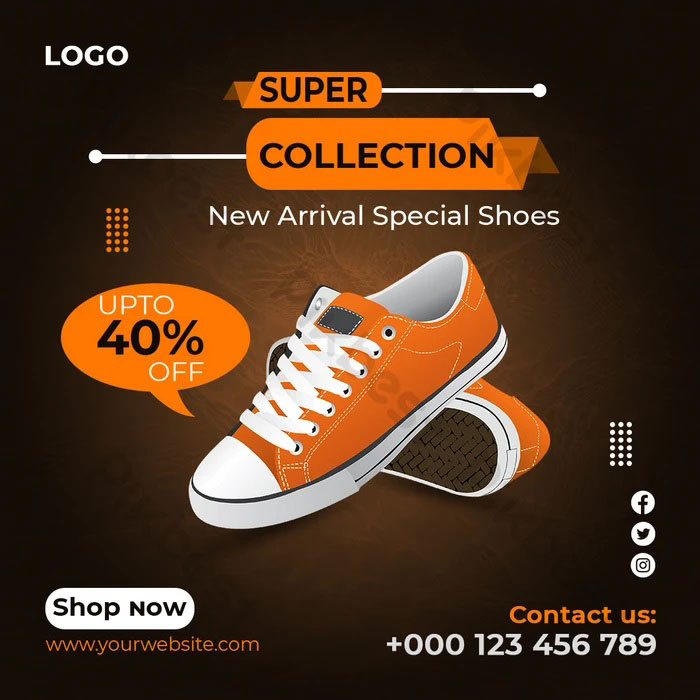 LOGO
SUPER
COLLECTION
New Arrival Special Shoes
UPTO
40%
OFF
Shop Now
www.yourwebsite.com
Contact us:
+000 123 456 789